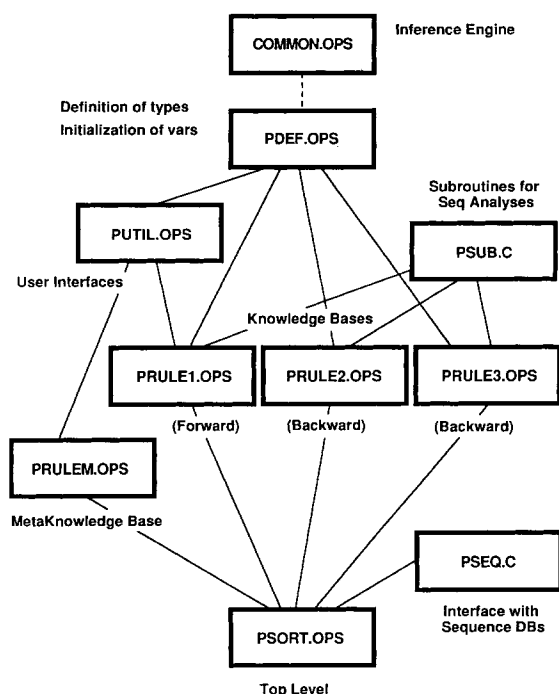 COMMON.OPS
Inference Engine
Definition of types
Initialization of vars
PDEF.OPS
Subroutines for
Seq Analyses
PUTIL.OPS
PSUB.C
User Interfaces
Knowledge Bases
PRULE1.OPS
PRULE2.OPS
PRULE3.OPS
(Forward)
(Backward)
(Backward)
PRULEM.OPS
MetaKnowledge Base
PSEQ.C
Interface with
Sequence DBs
PSORT.OPS
Top Level